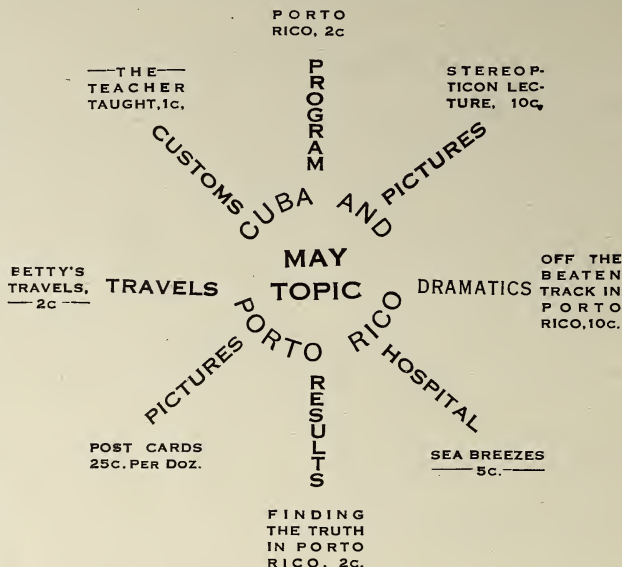 MAY
TOPIC
CUBA AND
PORTO RICO
PROGRAM
PORTO
RICO, 2c
PICTURES
STEREOP-
TICON LEC-
TURE, 10c.
DRAMATICS
OFF THE
BEATEN
TRACK IN
PORTO
RICO, 10c.
HOSPITAL
SEA BREEZES
5c.
RESULTS
FINDING
THE TRUTH
IN PORTO
RICO, 2c.
PICTURES
POST CARDS
25c. PER DOZ.
TRAVELS
BETTY'S
TRAVELS,
2c
CUSTOMS
THE
TEACHER
TAUGHT, 1c,